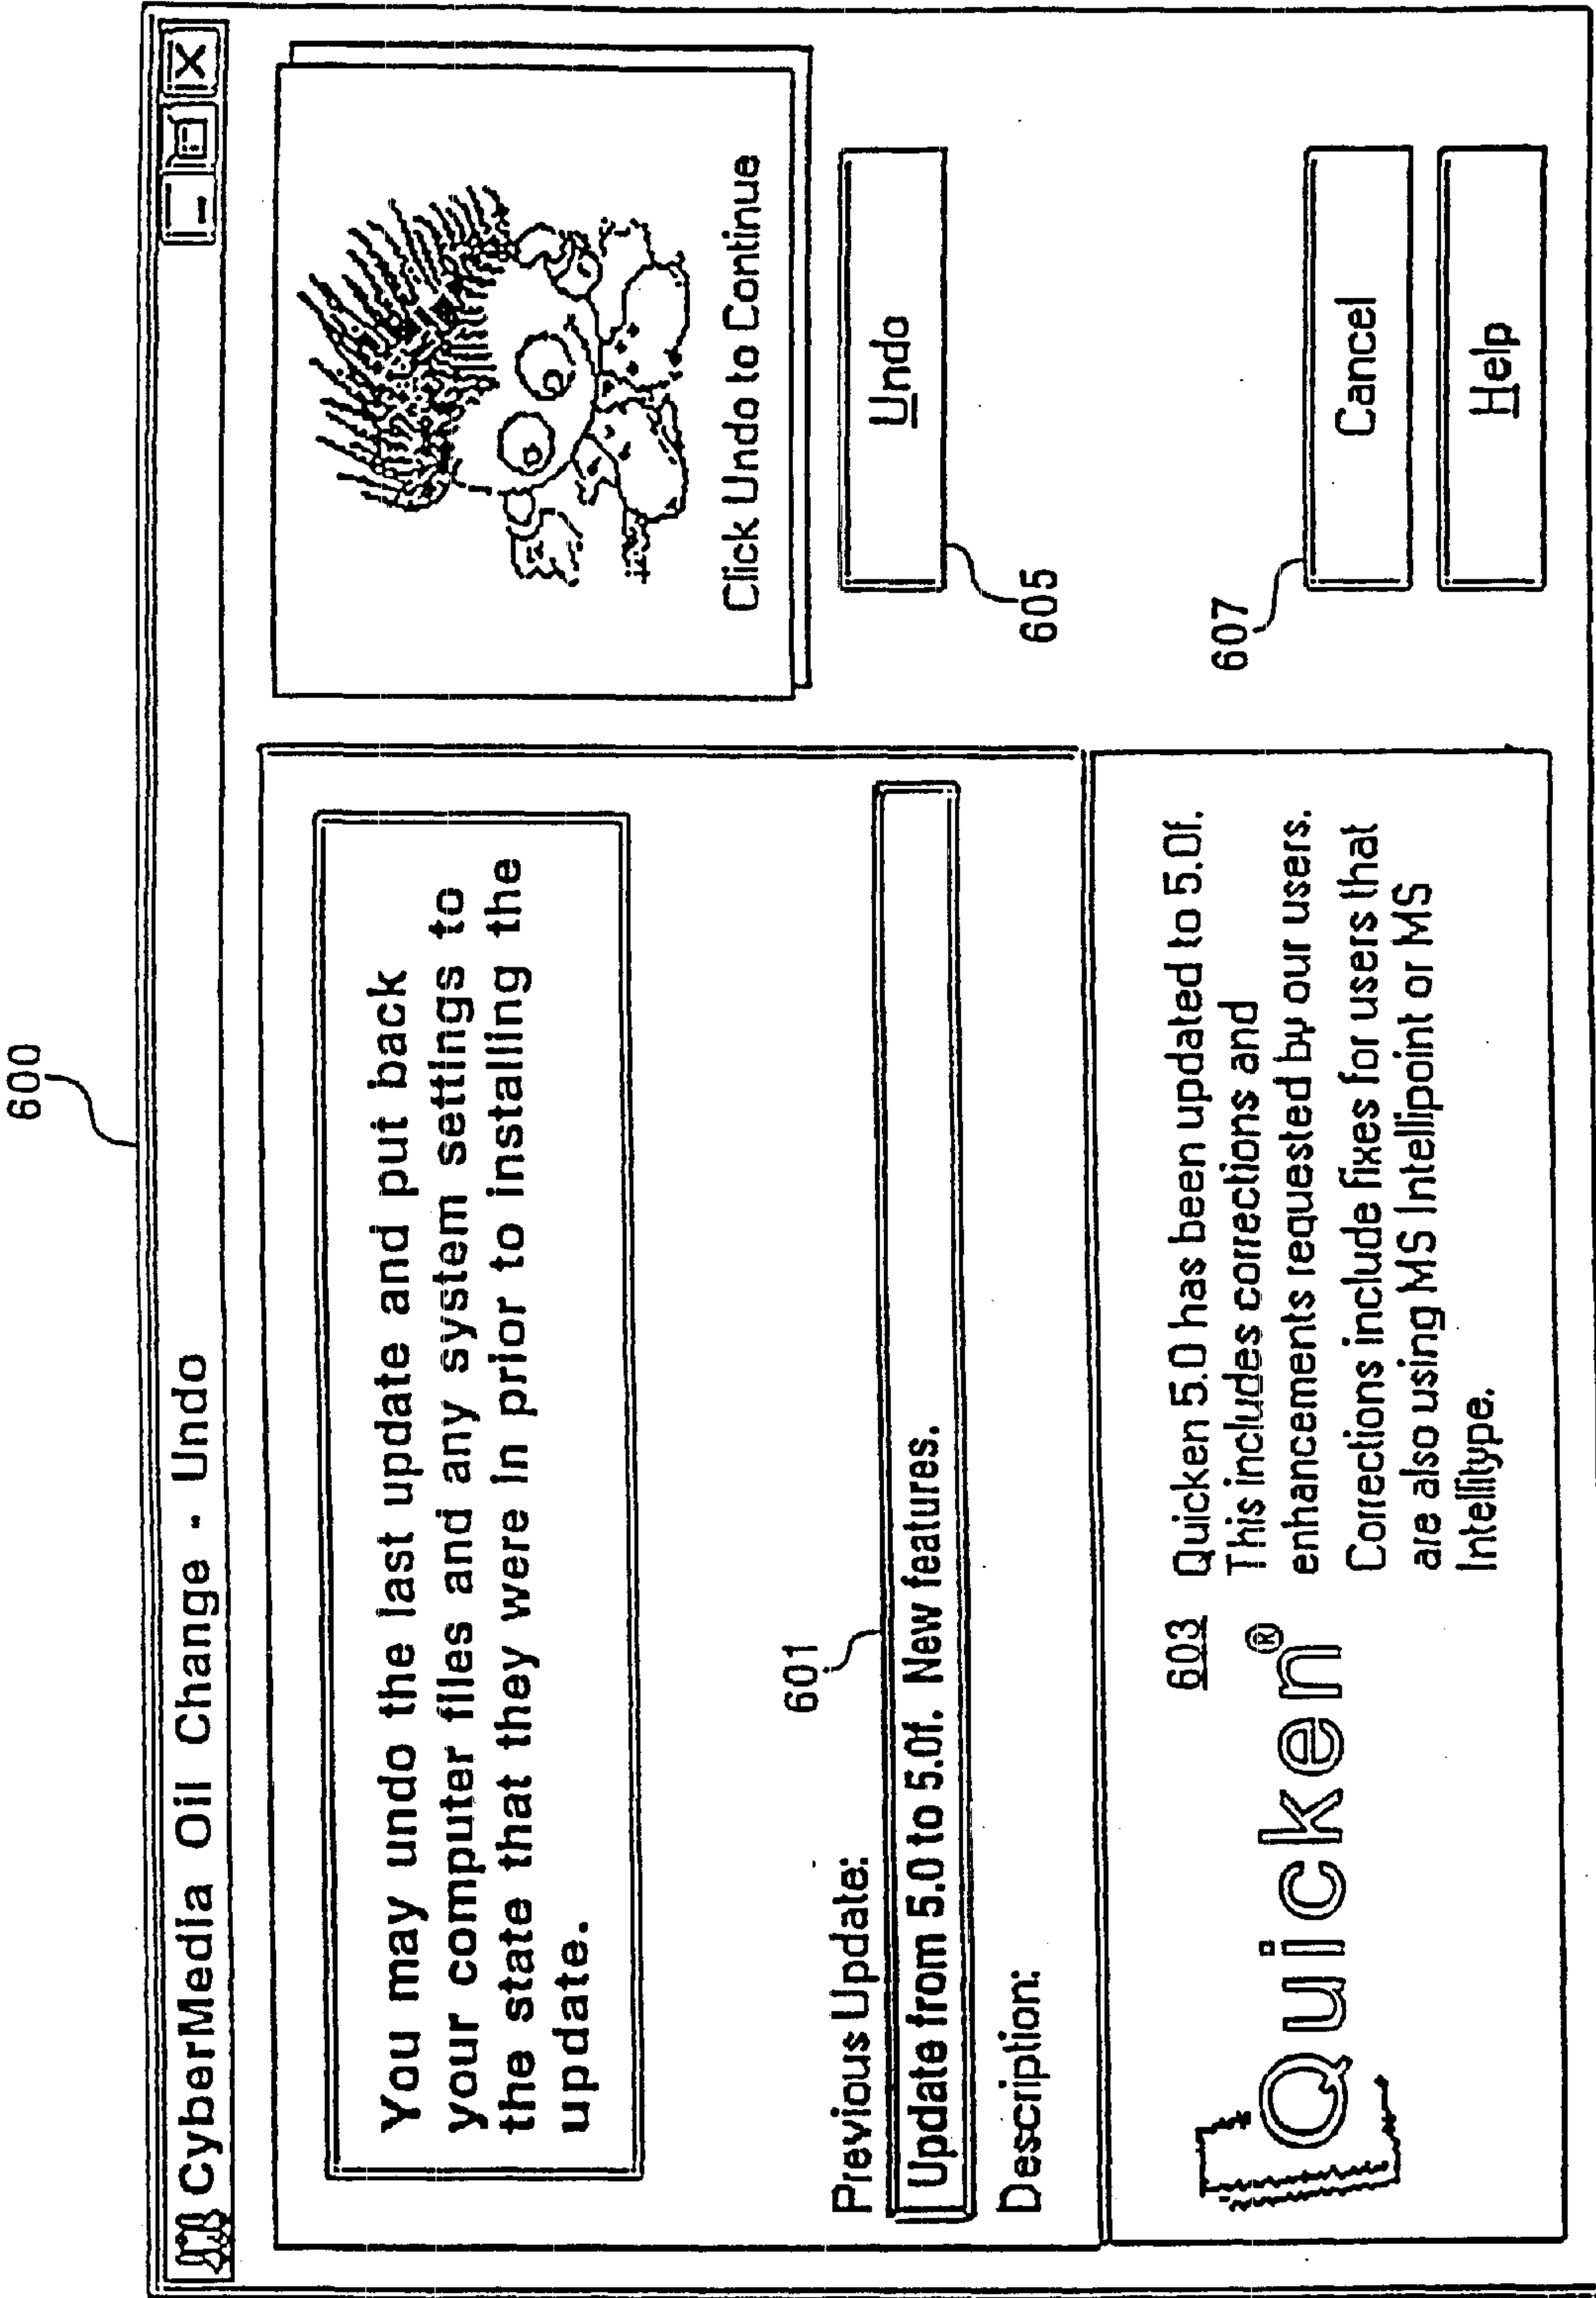 600
CyberMedia Oil Change - Undo
You may undo the last update and put back
your computer files and any system settings to
the state that they were in prior to installing the
update.
601
Previous Update:
Update from 5.0 to 5.0f. New features.
Description:
Quicken®
603
Quicken 5.0 has been updated to 5.0f.
This includes corrections and
enhancements requested by our users.
Corrections include fixes for users that
are also using MS Intellipoint or MS
Intellitype.
Click Undo to Continue
Undo
605
607
Cancel
Help